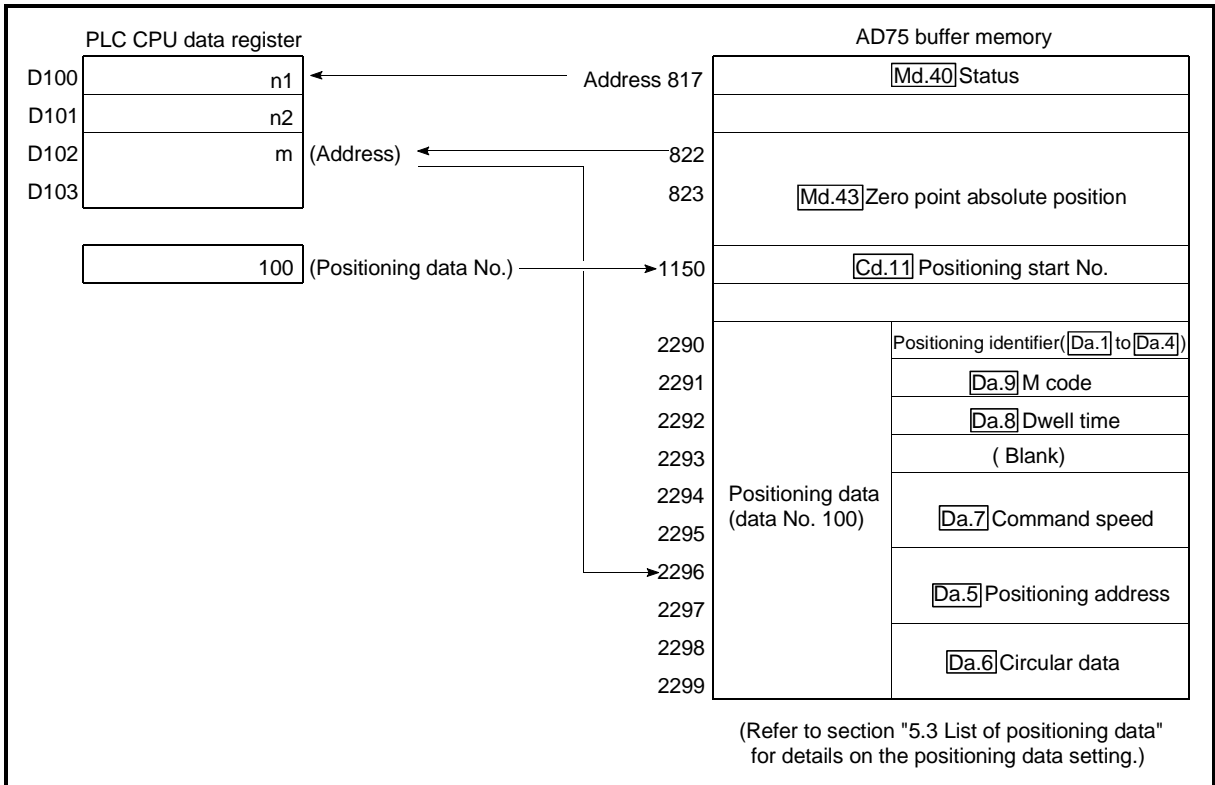 PLC CPU data register
AD75 buffer memory
D100 n1 Address 817 Md.40 Status
D101 n2
D102 m (Address) 822
D103 823 Md.43 Zero point absolute position
100 (Positioning data No.) 1150 Cd.11 Positioning start No.
2290 Positioning identifier( Da.1 to Da.4 )
2291 Da.9 M code
2292 Da.8 Dwell time
2293 ( Blank)
2294 Positioning data
(data No. 100) Da.7 Command speed
2295
2296
Da.5 Positioning address
2297
2298
Da.6 Circular data
2299
(Refer to section "5.3 List of positioning data"
for details on the positioning data setting.)